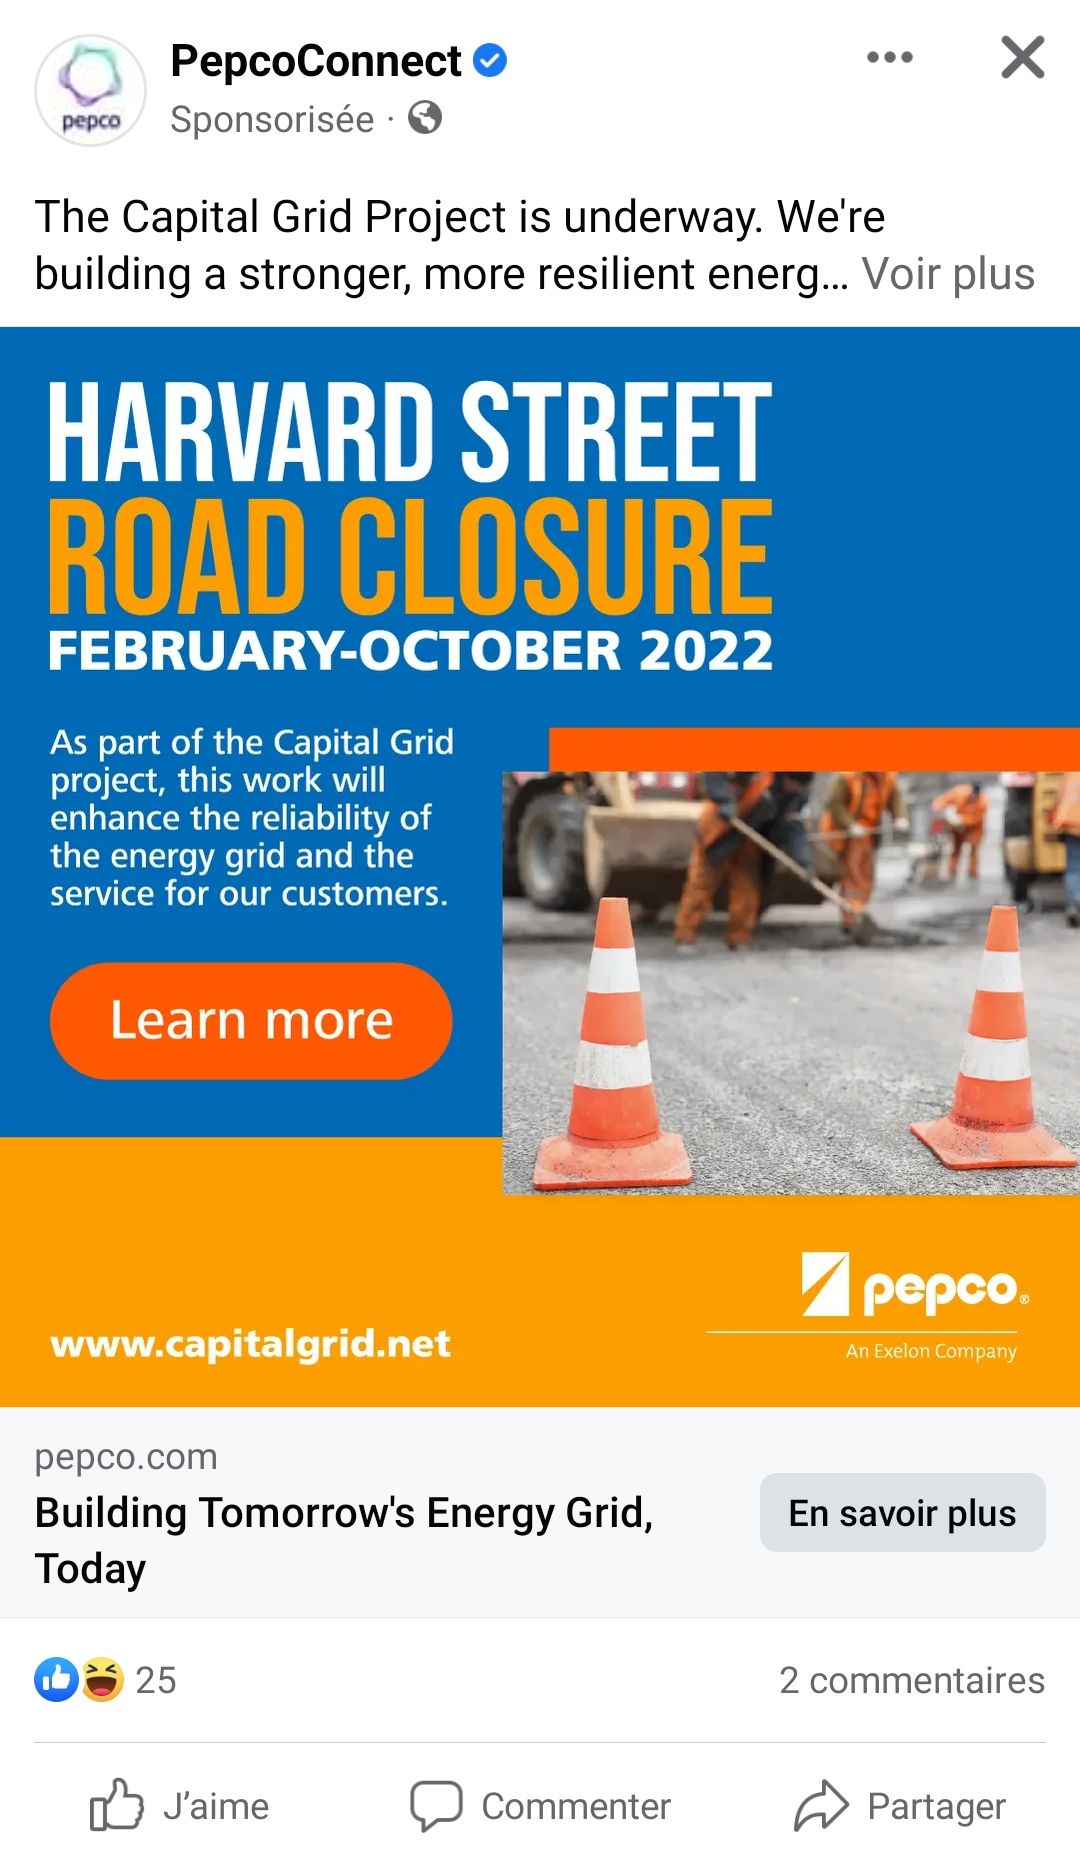 PepcoConnect
pepco
Sponsorisée ·
The Capital Grid Project is underway. We're
building a stronger, more resilient energ... Voir plus
HARVARD STREET
ROAD CLOSURE
FEBRUARY-OCTOBER 2022
As part of the Capital Grid
project, this work will
enhance the reliability of
the energy grid and the
service for our customers.
Learn more
pepco®
An Exelon Company
www.capitalgrid.net
pepco.com
Building Tomorrow's Energy Grid,
Today
En savoir plus
25
2 commentaires
J’aime
Commenter
Partager